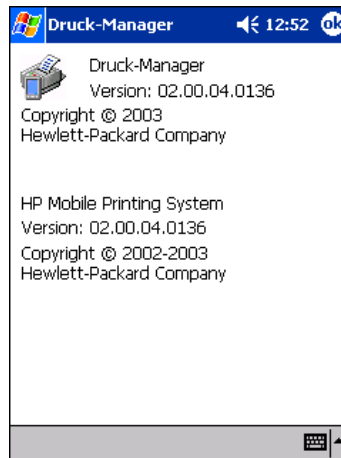 Druck-Manager 12:52 ok
Druck-Manager
Version: 02.00.04.0136
Copyright © 2003
Hewlett-Packard Company
HP Mobile Printing System
Version: 02.00.04.0136
Copyright © 2002-2003
Hewlett-Packard Company